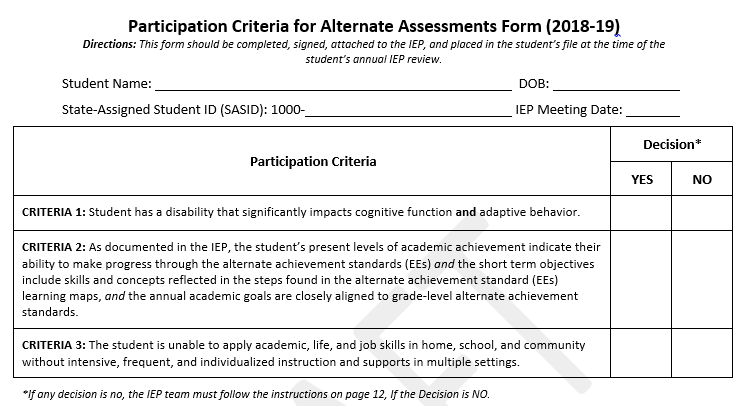 Participation Criteria for Alternate Assessments Form (2018-19)
Directions: This form should be completed, signed, attached to the IEP, and placed in the student's file at the time of the
student's annual IEP review.
Student Name: ____ DOB: ____
State-Assigned Student ID (SASID): 1000-____ IEP Meeting Date: ____
Participation Criteria
Decision*
YES NO
CRITERIA 1: Student has a disability that significantly impacts cognitive function and adaptive behavior.
CRITERIA 2: As documented in the IEP, the student's present levels of academic achievement indicate their
ability to make progress through the alternate achievement standards (EEs) and the short term objectives
include skills and concepts reflected in the steps found in the alternate achievement standard (EEs)
learning maps, and the annual academic goals are closely aligned to grade-level alternate achievement
standards.
CRITERIA 3: The student is unable to apply academic, life, and job skills in home, school, and community
without intensive, frequent, and individualized instruction and supports in multiple settings.
*If any decision is no, the IEP team must follow the instructions on page 12, If the Decision is NO.